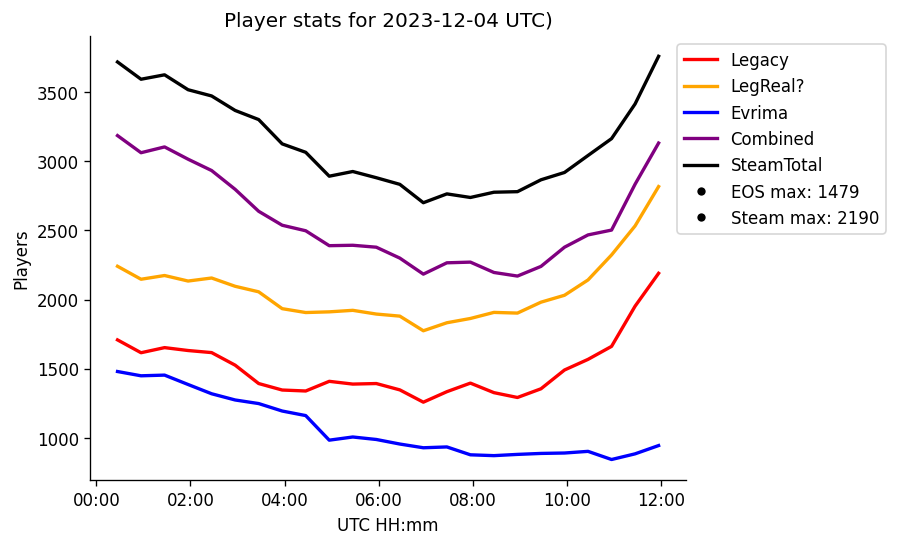 Player stats for 2023-12-04 UTC)
Legacy
LegReal?
Evrima
Combined
SteamTotal
EOS max: 1479
Steam max: 2190
3500
3000
2500
2000
1500
1000
Players
00:00 02:00 04:00 06:00 08:00 10:00 12:00
UTC HH:mm